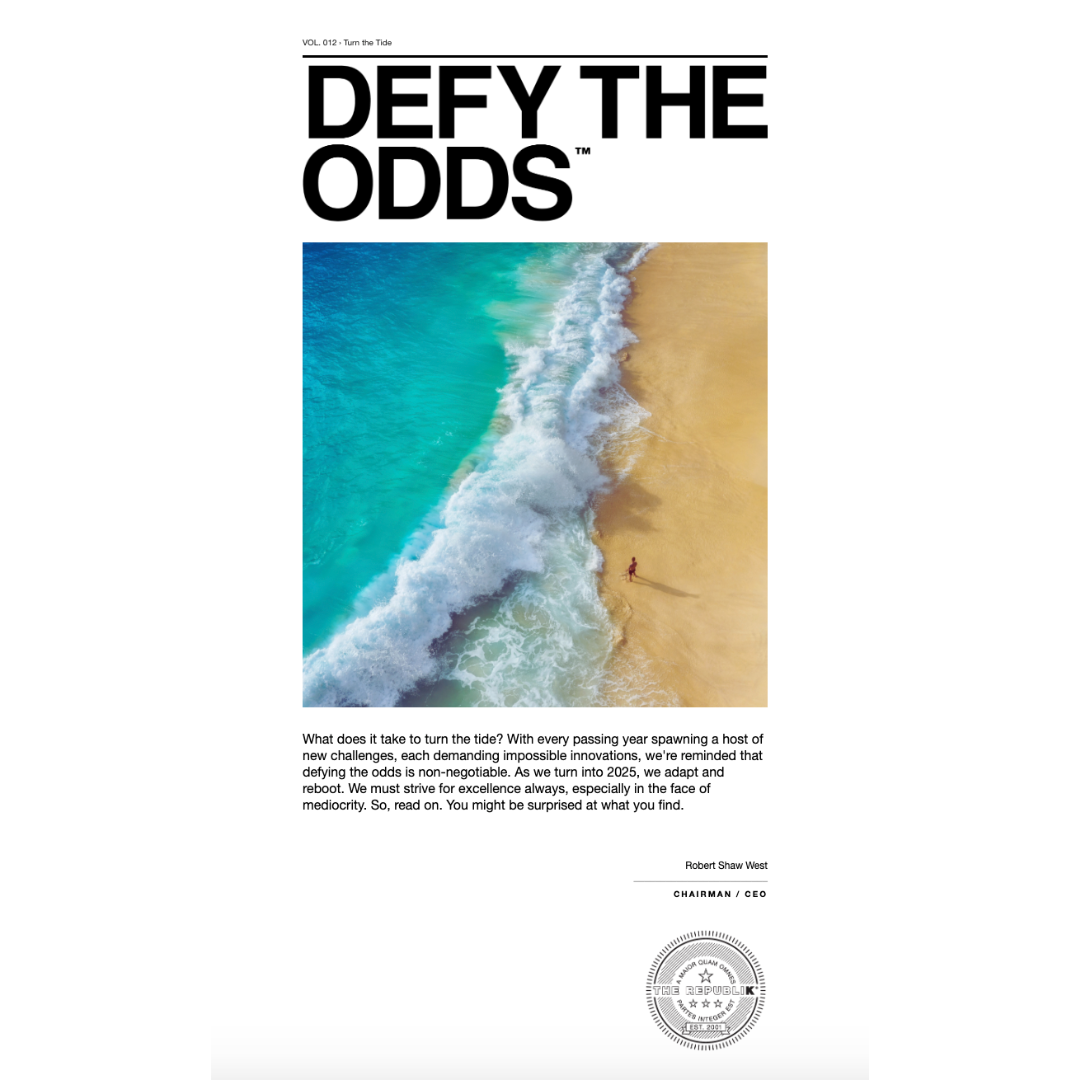 VOL. 012 - Turn the Tide
DEFY THE
ODDS™
What does it take to turn the tide? With every passing year spawning a host of
new challenges, each demanding impossible innovations, we're reminded that
defying the odds is non-negotiable. As we turn into 2025, we adapt and
reboot. We must strive for excellence always, especially in the face of
mediocrity. So, read on. You might be surprised at what you find.
Robert Shaw West
CHAIRMAN / CEO
A MAIOR QUAM OMNES
THE REPUBLIK
PARTES INTEGER EST
EST. 2001